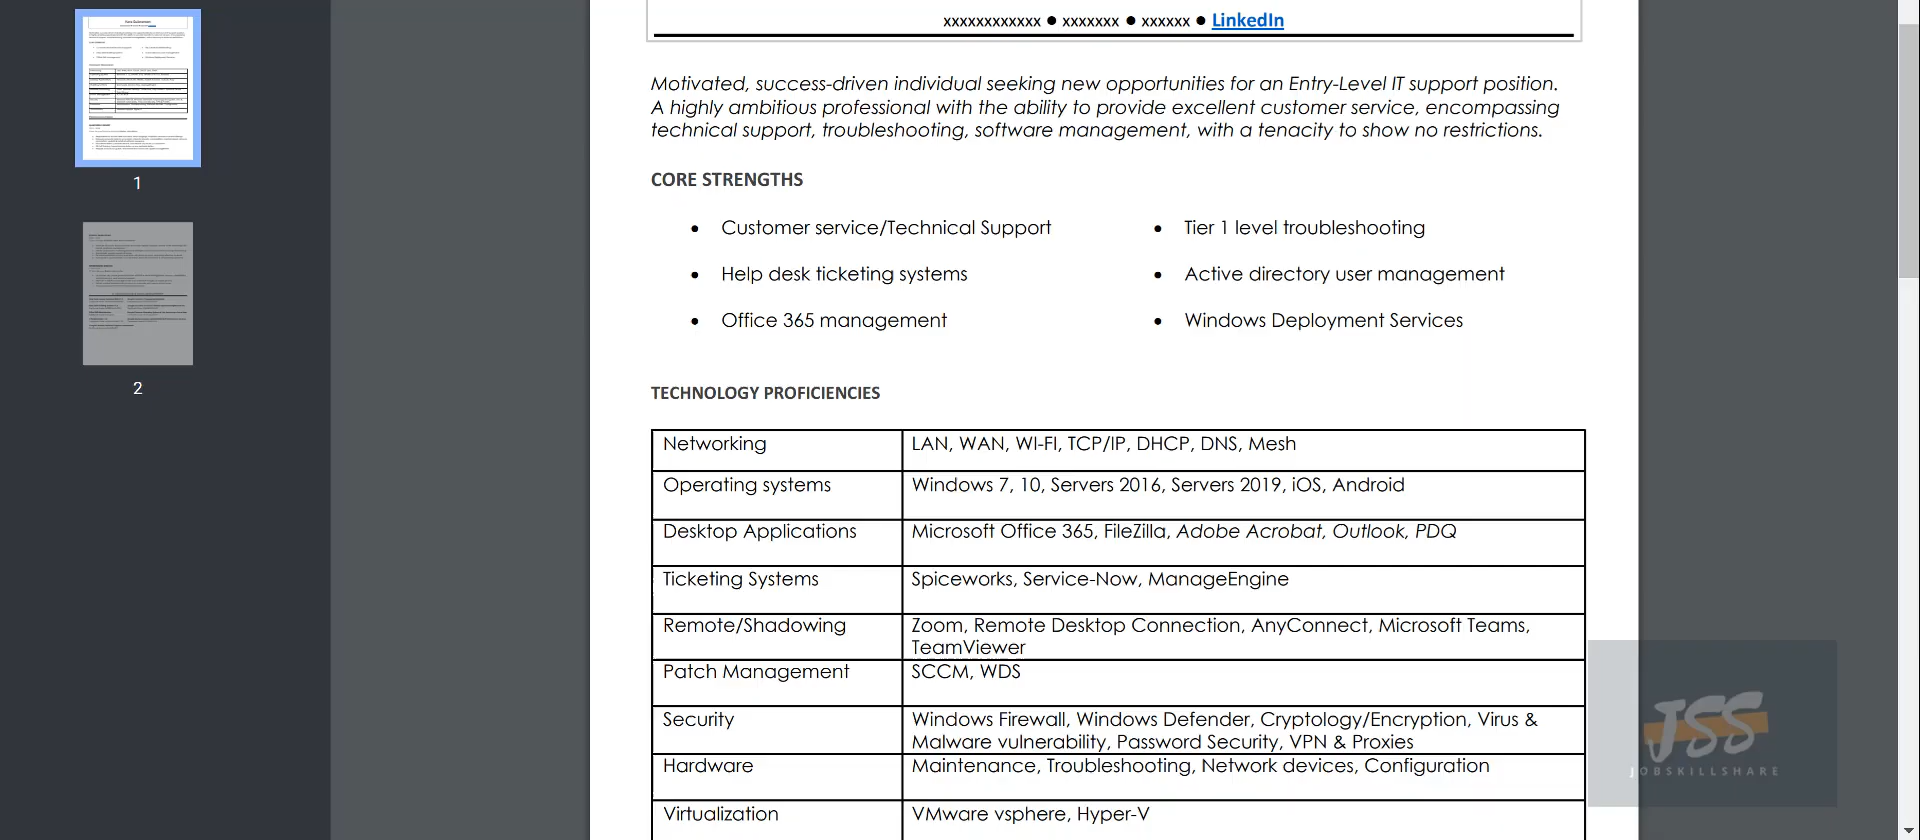 xxxxxxxxxxxx ● xxxxxxx ● xxxxxx ● LinkedIn
Motivated, success-driven individual seeking new opportunities for an Entry-Level IT support position.
A highly ambitious professional with the ability to provide excellent customer service, encompassing
technical support, troubleshooting, software management, with a tenacity to show no restrictions.
CORE STRENGTHS
• Customer service/Technical Support
• Tier 1 level troubleshooting
• Help desk ticketing systems
• Active directory user management
• Office 365 management
• Windows Deployment Services
TECHNOLOGY PROFICIENCIES
Networking
LAN, WAN, WI-FI, TCP/IP, DHCP, DNS, Mesh
Operating systems
Windows 7, 10, Servers 2016, Servers 2019, iOS, Android
Desktop Applications
Microsoft Office 365, FileZilla, Adobe Acrobat, Outlook, PDQ
Ticketing Systems
Spiceworks, Service-Now, ManageEngine
Remote/Shadowing
Zoom, Remote Desktop Connection, AnyConnect, Microsoft Teams,
TeamViewer
Patch Management
SCCM, WDS
Security
Windows Firewall, Windows Defender, Cryptology/Encryption, Virus &
Malware vulnerability, Password Security, VPN & Proxies
Hardware
Maintenance, Troubleshooting, Network devices, Configuration
Virtualization
VMware vsphere, Hyper-V
1
2
JSS
JOBSKILLSHARE